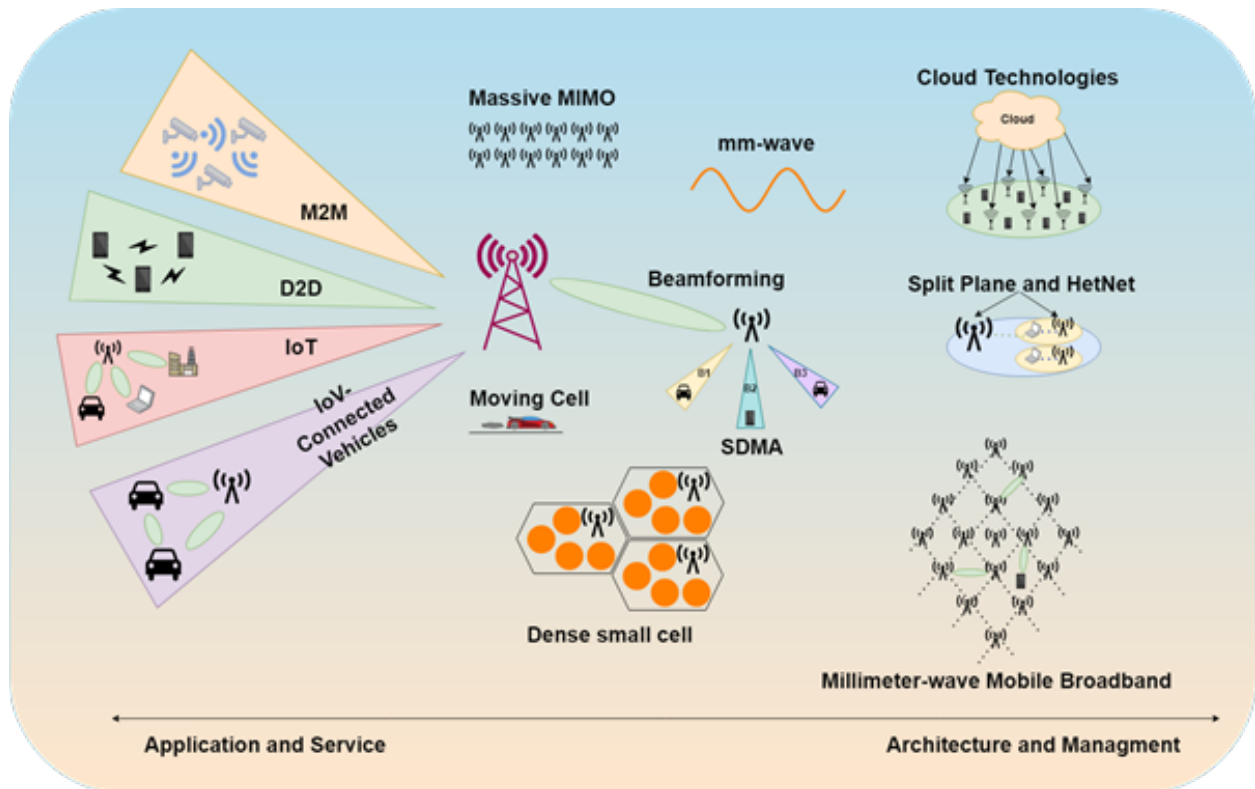 Massive MIMO
Cloud Technologies
Cloud
mm-wave
M2M
D2D
IoT
IoV-
Connected
Vehicles
Beamforming
Split Plane and HetNet
B1
B2
B3
SDMA
Moving Cell
Dense small cell
Millimeter-wave Mobile Broadband
Application and Service
Architecture and Managment